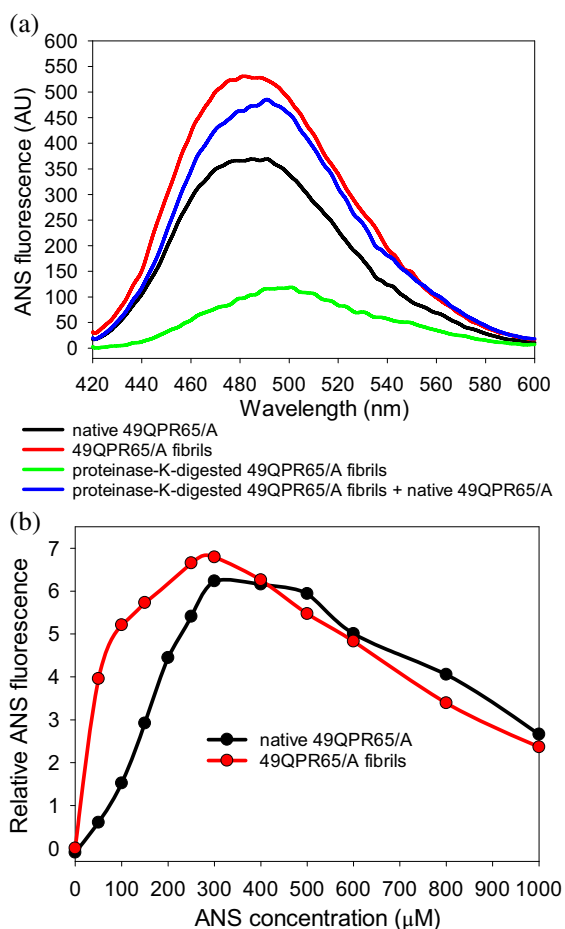 (a)
600
550
500
450
400
350
300
250
200
150
100
50
0
ANS fluorescence (AU)
420 440 460 480 500 520 540 560 580 600
Wavelength (nm)
native 49QPR65/A
49QPR65/A fibrils
proteinase-K-digested 49QPR65/A fibrils
proteinase-K-digested 49QPR65/A fibrils + native 49QPR65/A
(b)
7
6
5
4
3
2
1
0
Relative ANS fluorescence
native 49QPR65/A
49QPR65/A fibrils
0 100 200 300 400 500 600 700 800 900 1000
ANS concentration (μM)